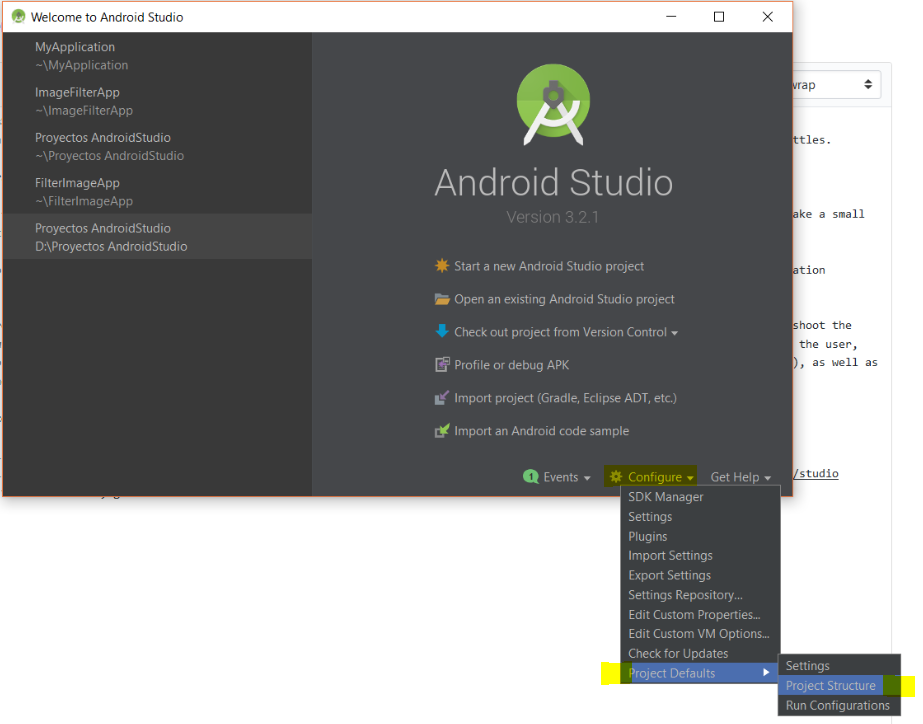 Welcome to Android Studio
MyApplication
~\MyApplication
ImageFilterApp
~\ImageFilterApp
Proyectos AndroidStudio
~\Proyectos AndroidStudio
FilterImageApp
~\FilterImageApp
Proyectos AndroidStudio
D:\Proyectos AndroidStudio
Android Studio
Version 3.2.1
Start a new Android Studio project
Open an existing Android Studio project
Check out project from Version Control
Profile or debug APK
Import project (Gradle, Eclipse ADT, etc.)
Import an Android code sample
1 Events
Configure
Get Help
SDK Manager
Settings
Plugins
Import Settings
Export Settings
Settings Repository...
Edit Custom Properties...
Edit Custom VM Options...
Check for Updates
Project Defaults
Settings
Project Structure
Run Configurations
wrap
ttles.
ake a small
ation
shoot the
the user,
), as well as
/studio